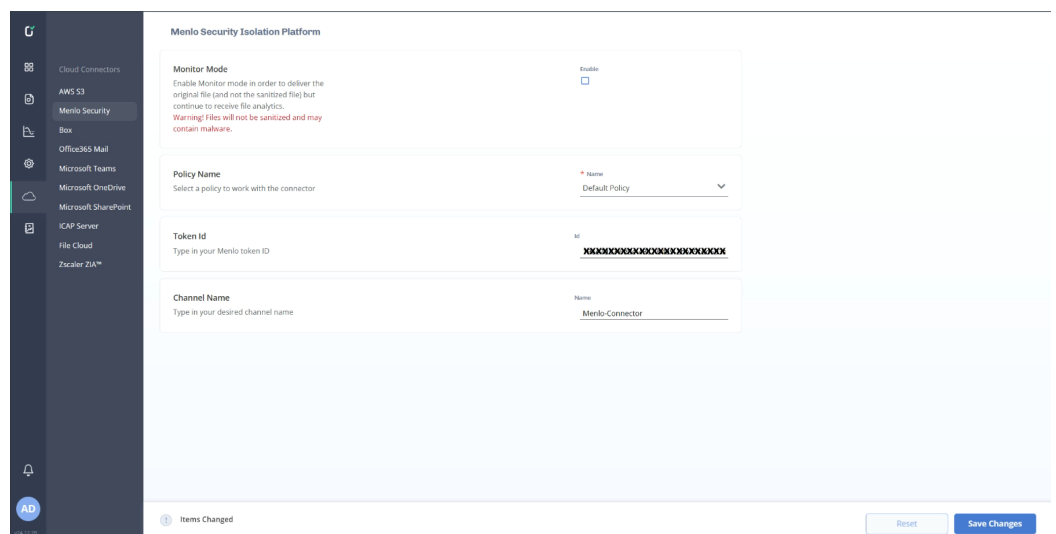 Menlo Security Isolation Platform
Cloud Connectors
AWS S3
Menlo Security
Box
Office365 Mail
Microsoft Teams
Microsoft OneDrive
Microsoft SharePoint
ICAP Server
File Cloud
Zscaler ZIA™
Monitor Mode
Enable Monitor mode in order to deliver the
original file (and not the sanitized file) but
continue to receive file analytics.
Warning! Files will not be sanitized and may
contain malware.
Enable
Policy Name
Select a policy to work with the connector
* Name
Default Policy
Token Id
Type in your Menlo token ID
Id
Channel Name
Type in your desired channel name
Name
Menlo-Connector
AD
Items Changed
Reset
Save Changes